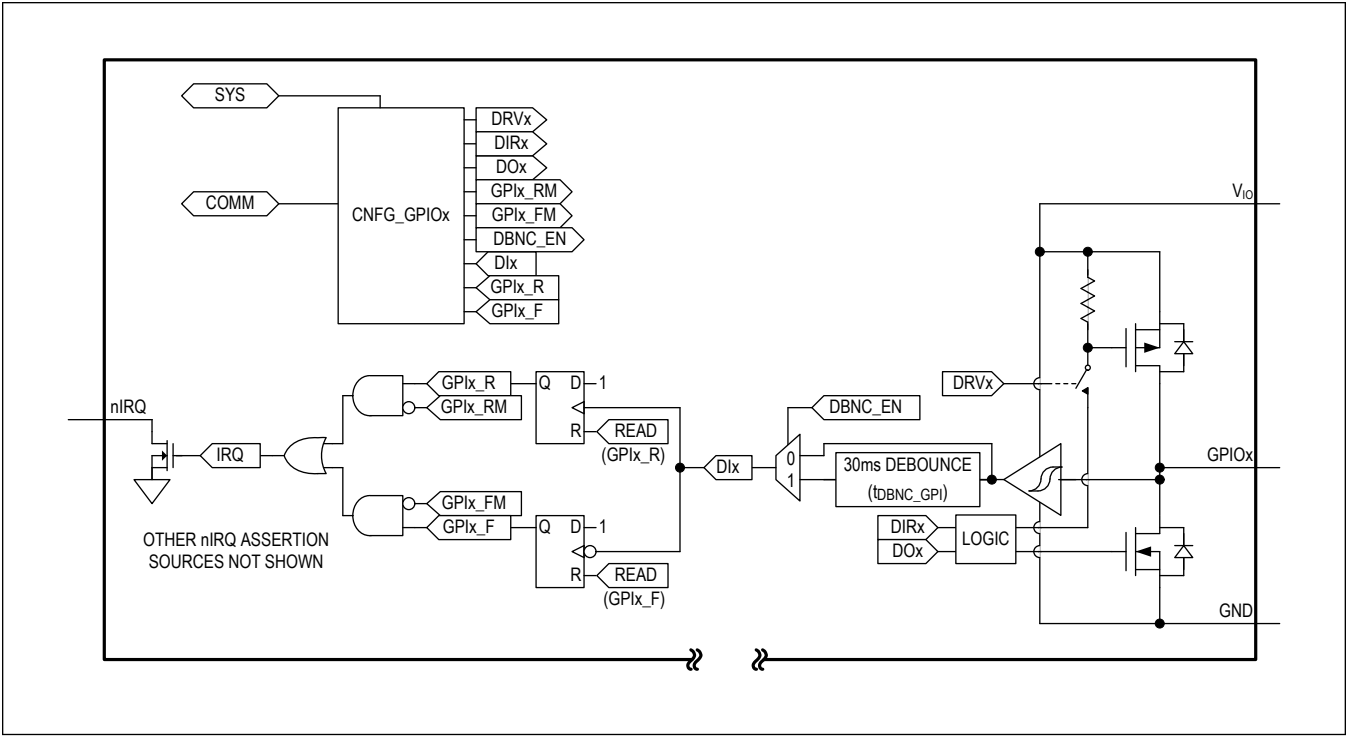 SYS
DRVx
DIRx
DOx
COMM
CNFG_GPIOx
GPIx_RM
GPIx_FM
DBNC_EN
DIx
GPIx_R
GPIx_F
VIO
nIRQ
GPIx_R
GPIx_RM
Q D 1
R
READ
(GPIx_R)
DRVx
DBNC_EN
IRQ
DIx
0
1
30ms DEBOUNCE
(tDBNC_GPI)
GPIOx
GPIx_FM
GPIx_F
Q D 1
R
READ
(GPIx_F)
DIRx
DOx
LOGIC
OTHER nIRQ ASSERTION
SOURCES NOT SHOWN
GND